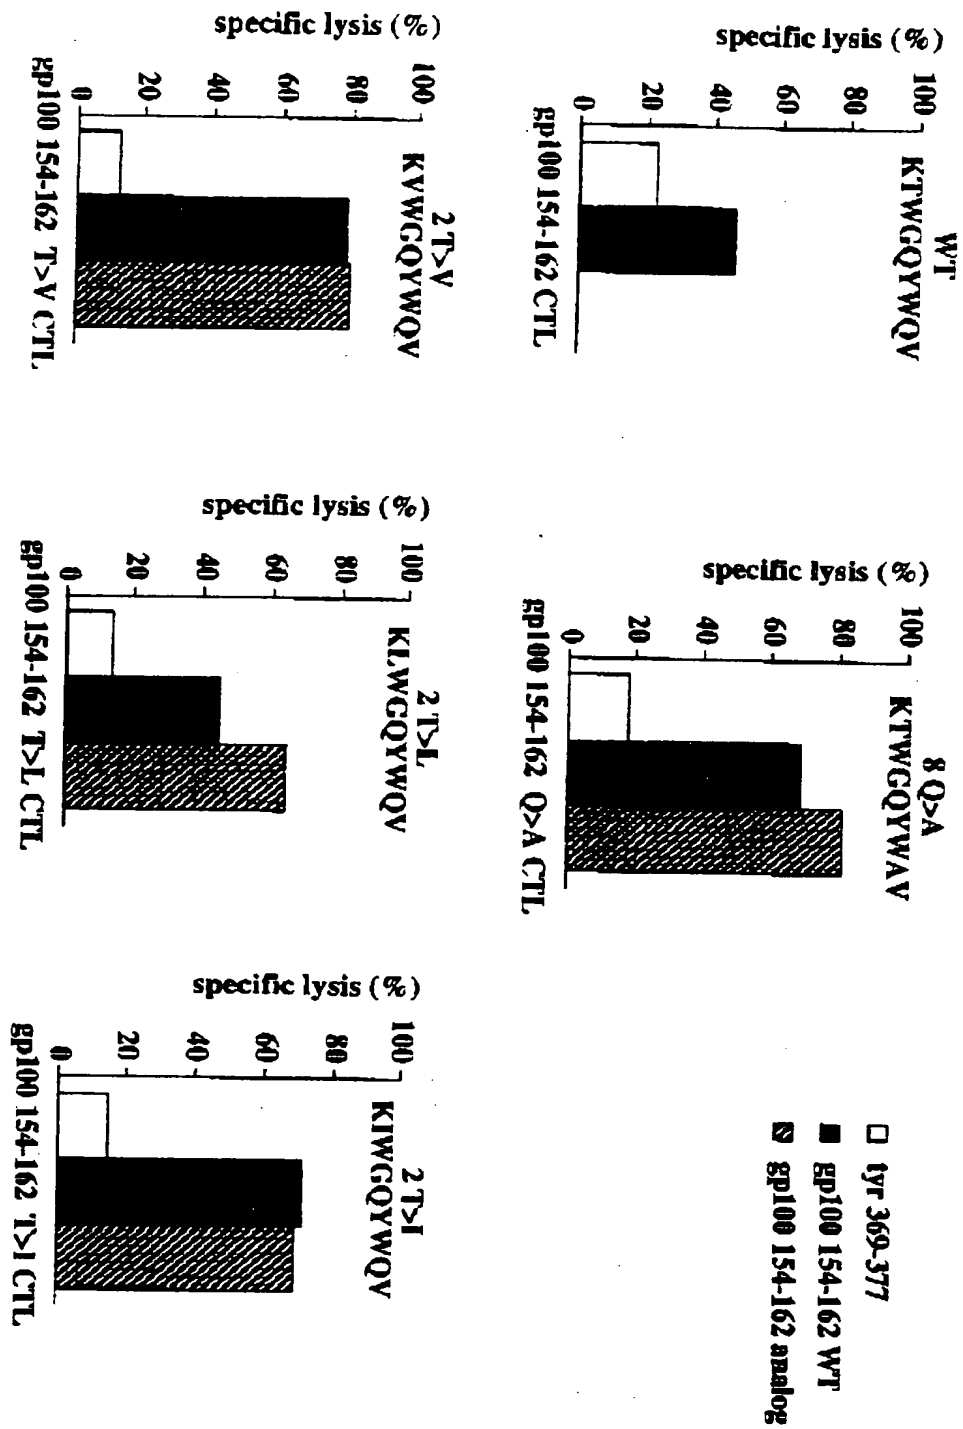 WT
KTWGQYWQV
specific lysis (%)
100
80
60
40
20
0
gp100 154-162 CTL
8 Q>A
KTWGQYWAV
specific lysis (%)
100
80
60
40
20
0
gp100 154-162 Q>A CTL
tyr 369-377
gp100 154-162 WT
gp100 154-162 analog
2 T>V
KVWGQYWQV
specific lysis (%)
100
80
60
40
20
0
gp100 154-162 T>V CTL
2 T>L
KLWGQYWQV
specific lysis (%)
100
80
60
40
20
0
gp100 154-162 T>L CTL
2 T>I
KIWGQYWQV
specific lysis (%)
100
80
60
40
20
0
gp100 154-162 T>I CTL